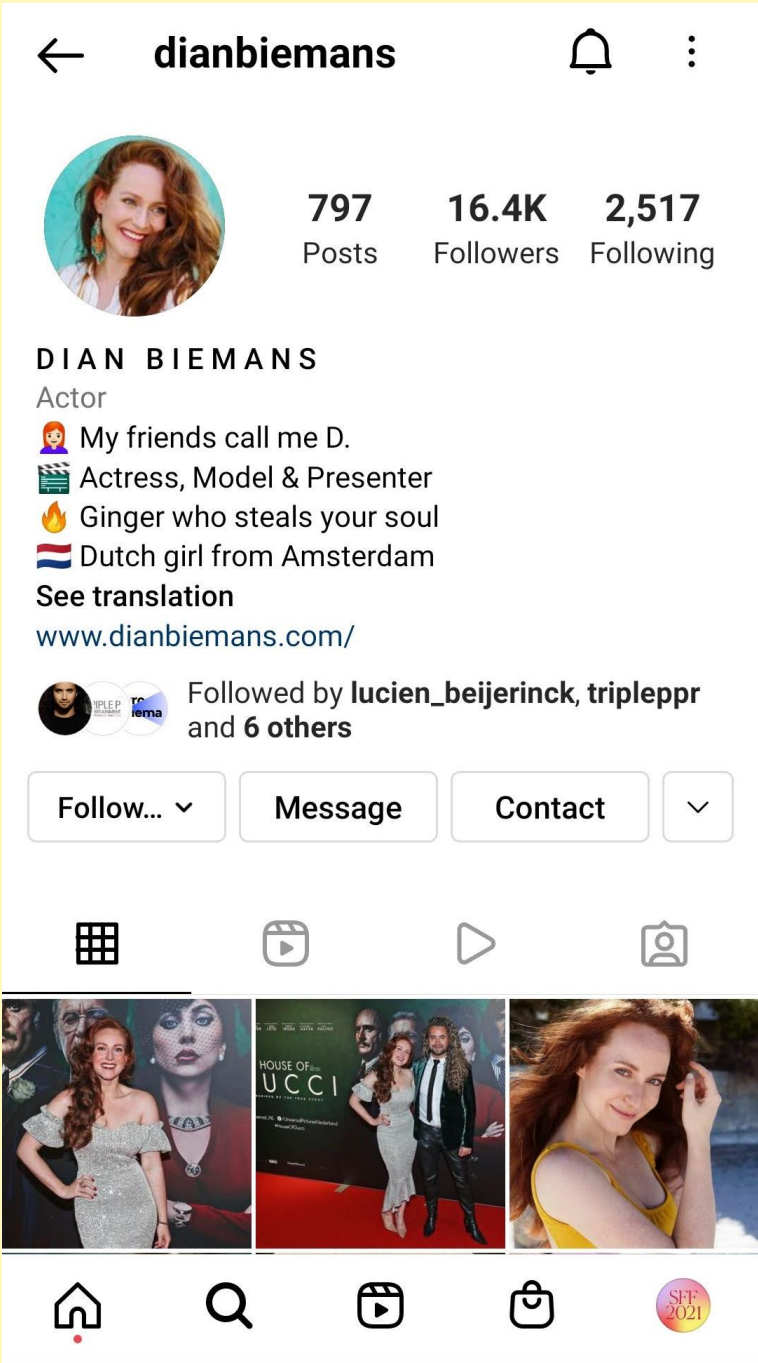 dianbiemans
797 16.4K 2,517
Posts Followers Following
DIAN BIEMANS
Actor
My friends call me D.
Actress, Model & Presenter
Ginger who steals your soul
Dutch girl from Amsterdam
See translation
www.dianbiemans.com/
Followed by lucien_beijerinck, tripleppr
and 6 others
Follow... Message Contact
HOUSE OF
UCCI
#HouseOfGucci
SFF
2021